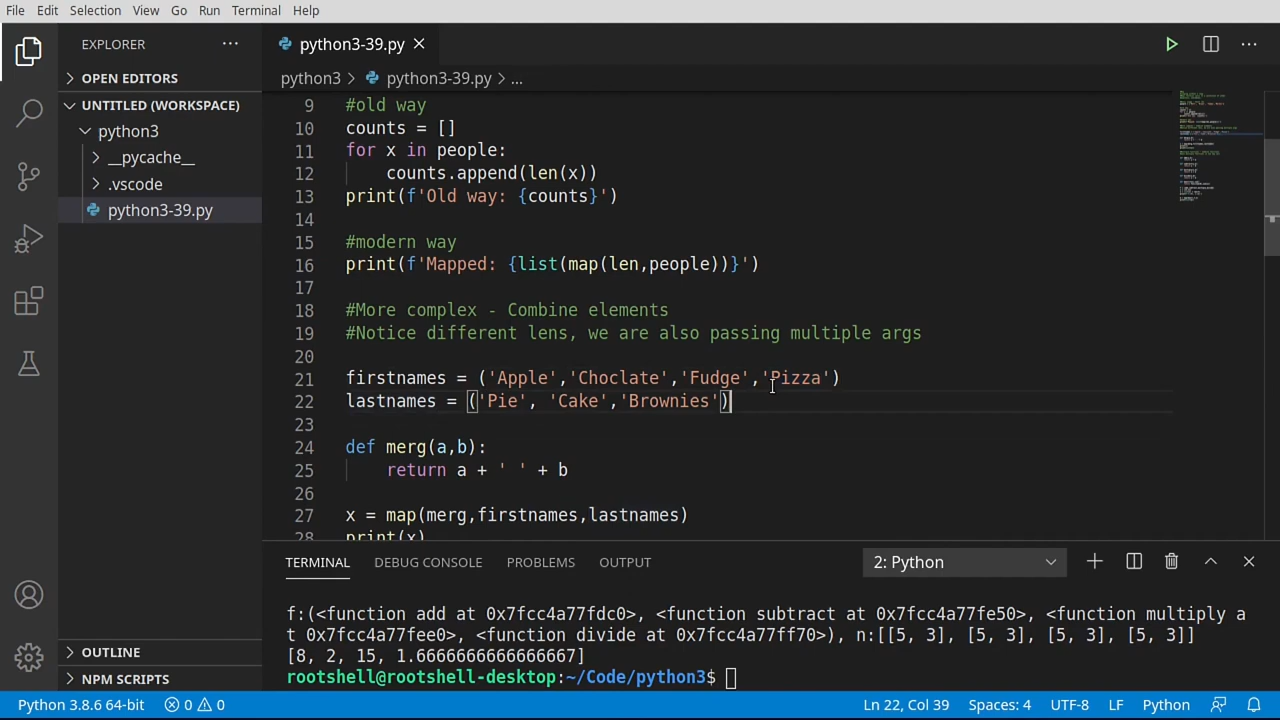 File Edit Selection View Go Run Terminal Help
EXPLORER
python3-39.py
OPEN EDITORS
python3 > python3-39.py > ...
UNTITLED (WORKSPACE)
python3
__pycache__
.vscode
python3-39.py
9 #old way
10 counts = []
11 for x in people:
12 counts.append(len(x))
13 print(f'Old way: {counts}')
14
15 #modern way
16 print(f'Mapped: {list(map(len,people))}')
17
18 #More complex - Combine elements
19 #Notice different lens, we are also passing multiple args
20
21 firstnames = ('Apple','Choclate','Fudge','Pizza')
22 lastnames = ('Pie', 'Cake','Brownies')
23
24 def merg(a,b):
25 return a + ' ' + b
26
27 x = map(merg,firstnames,lastnames)
28 print(x)
TERMINAL DEBUG CONSOLE PROBLEMS OUTPUT 2: Python
f:(<function add at 0x7fcc4a77fdc0>, <function subtract at 0x7fcc4a77fe50>, <function multiply a
t 0x7fcc4a77fee0>, <function divide at 0x7fcc4a77ff70>), n:[[5, 3], [5, 3], [5, 3], [5, 3]]
[8, 2, 15, 1.6666666666666667]
rootshell@rootshell-desktop:~/Code/python3$
OUTLINE
NPM SCRIPTS
Python 3.8.6 64-bit 0 0 Ln 22, Col 39 Spaces: 4 UTF-8 LF Python